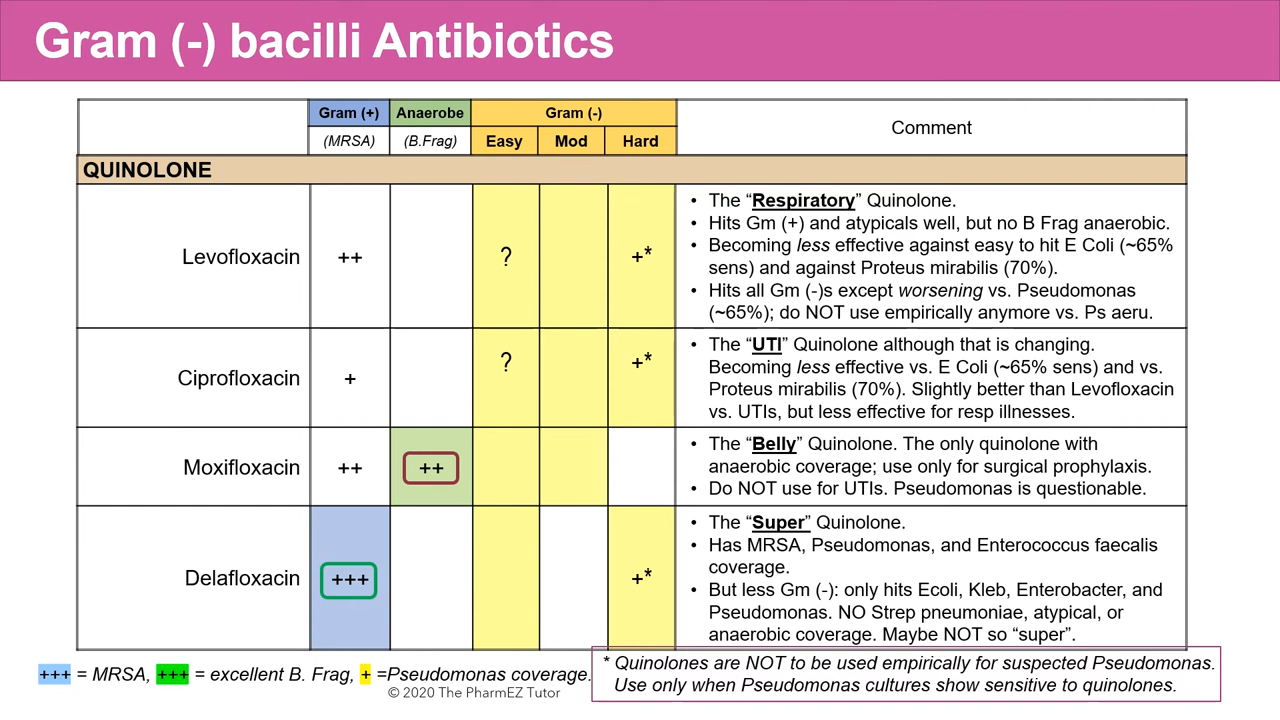 Gram (-) bacilli Antibiotics
Gram (+) Anaerobe Gram (-) Comment
(MRSA) (B.Frag) Easy Mod Hard
QUINOLONE
Levofloxacin ++ ? +*
• The “Respiratory” Quinolone.
• Hits Gm (+) and atypicals well, but no B Frag anaerobic.
• Becoming less effective against easy to hit E Coli (~65%
sens) and against Proteus mirabilis (70%).
• Hits all Gm (-)s except worsening vs. Pseudomonas
(~65%); do NOT use empirically anymore vs. Ps aeru.
Ciprofloxacin + ? +*
• The “UTI” Quinolone although that is changing.
Becoming less effective vs. E Coli (~65% sens) and vs.
Proteus mirabilis (70%). Slightly better than Levofloxacin
vs. UTIs, but less effective for resp illnesses.
Moxifloxacin ++ ++
• The “Belly” Quinolone. The only quinolone with
anaerobic coverage; use only for surgical prophylaxis.
• Do NOT use for UTIs. Pseudomonas is questionable.
Delafloxacin +++ +*
• The “Super” Quinolone.
• Has MRSA, Pseudomonas, and Enterococcus faecalis
coverage.
• But less Gm (-): only hits Ecoli, Kleb, Enterobacter, and
Pseudomonas. NO Strep pneumoniae, atypical, or
anaerobic coverage. Maybe NOT so “super”.
+++ = MRSA, +++ = excellent B. Frag, + =Pseudomonas coverage.
© 2020 The PharmEZ Tutor
* Quinolones are NOT to be used empirically for suspected Pseudomonas.
Use only when Pseudomonas cultures show sensitive to quinolones.